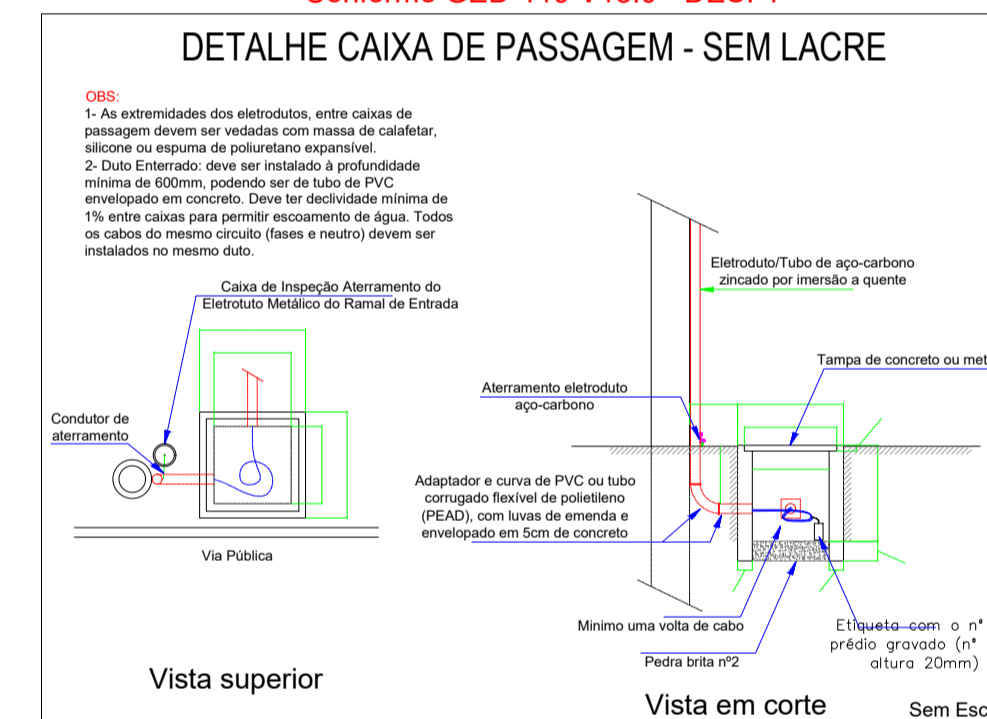 DETALHE CAIXA DE PASSAGEM - SEM LACRE
OBS:
1- As extremidades dos eletrodutos, entre caixas de
passagem devem ser vedadas com massa de calafetar,
silicone ou espuma de poliuretano expansível.
2- Duto Enterrado: deve ser instalado à profundidade
mínima de 600mm, podendo ser de tubo de PVC
envelopado em concreto. Deve ter declividade mínima de
1% entre caixas para permitir escoamento de água. Todos
os cabos do mesmo circuito (fases e neutro) devem ser
instalados no mesmo duto.
Caixa de Inspeção Aterramento do
Eletrotuto Metálico do Ramal de Entrada
Condutor de
aterramento
Via Pública
Vista superior
Eletroduto/Tubo de aço-carbono
zincado por imersão a quente
Tampa de concreto ou met
Aterramento eletroduto
aço-carbono
Adaptador e curva de PVC ou tubo
corrugado flexível de polietileno
(PEAD), com luvas de emenda e
envelopado em 5cm de concreto
Minimo uma volta de cabo
Pedra brita nº2
Etiqueta com o n°
prédio gravado (n°
altura 20mm)
Vista em corte
Sem Esc